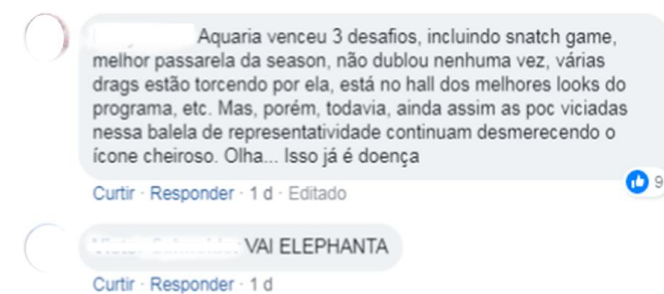 Aquaria venceu 3 desafios, incluindo snatch game,
melhor passarela da season, não dublou nenhuma vez, várias
drags estão torcendo por ela, está no hall dos melhores looks do
programa, etc. Mas, porém, todavia, ainda assim as poc viciadas
nessa balela de representatividade continuam desmerecendo o
ícone cheiroso. Olha... Isso já é doença
9
Curtir · Responder · 1 d · Editado
VAI ELEPHANTA
Curtir · Responder · 1 d